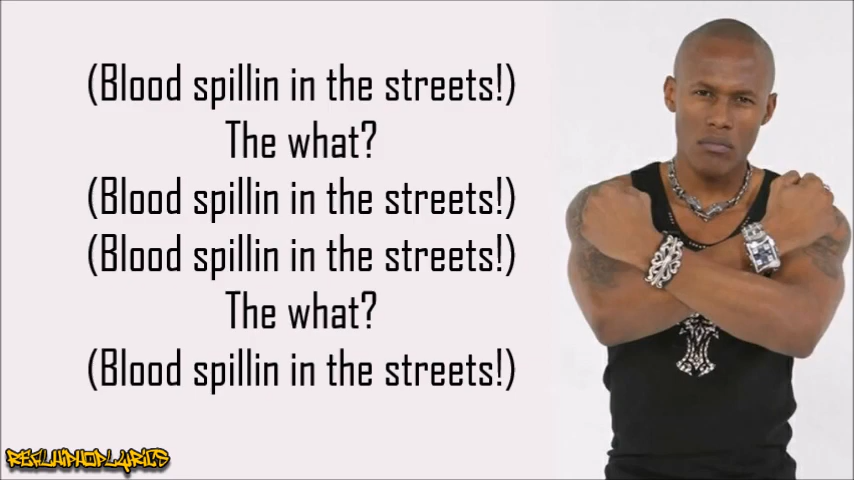 (Blood spillin in the streets!)
The what?
(Blood spillin in the streets!)
(Blood spillin in the streets!)
The what?
(Blood spillin in the streets!)
REALHIPHOPLYRICS